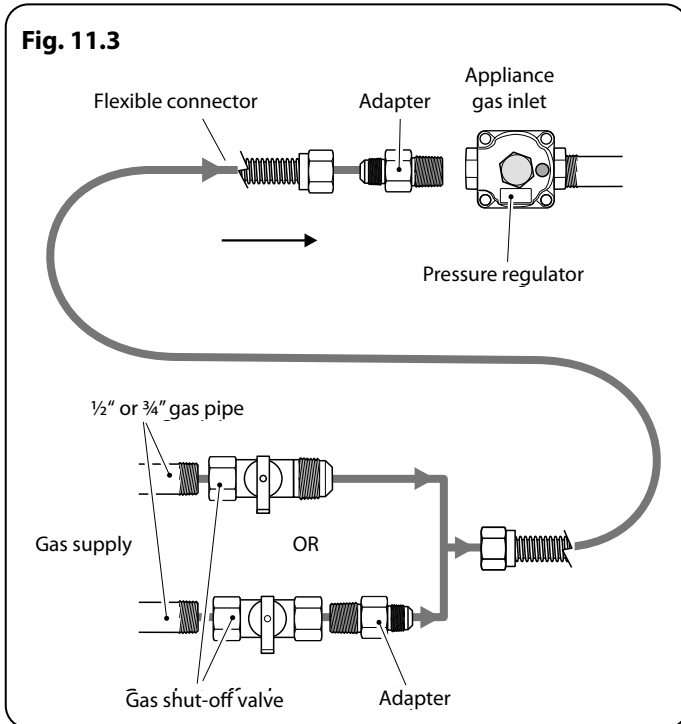 Fig. 11.3
Appliance
gas inlet
Flexible connector
Adapter
Pressure regulator
½“ or ¾” gas pipe
Gas supply
OR
Gas shut-off valve
Adapter